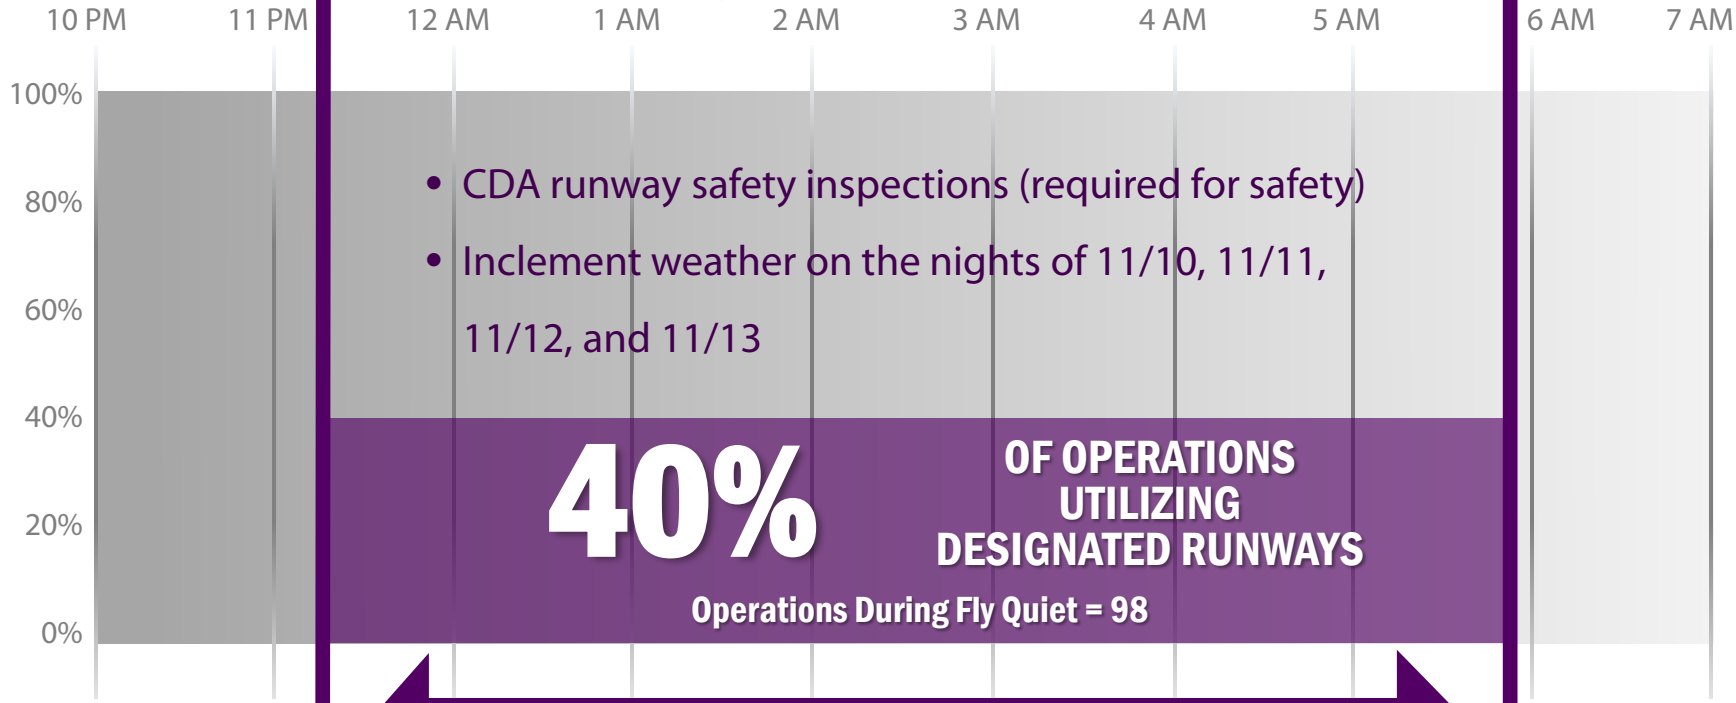 10 PM 11 PM 12 AM 1 AM 2 AM 3 AM 4 AM 5 AM 6 AM 7 AM
100%
80%
60%
40%
20%
0%
• CDA runway safety inspections (required for safety)
• Inclement weather on the nights of 11/10, 11/11,
11/12, and 11/13
40%
OF OPERATIONS
UTILIZING
DESIGNATED RUNWAYS
Operations During Fly Quiet = 98